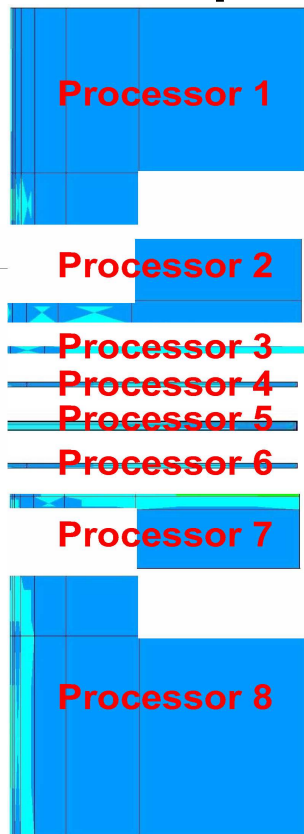 Processor 1
Processor 2
Processor 3
Processor 4
Processor 5
Processor 6
Processor 7
Processor 8